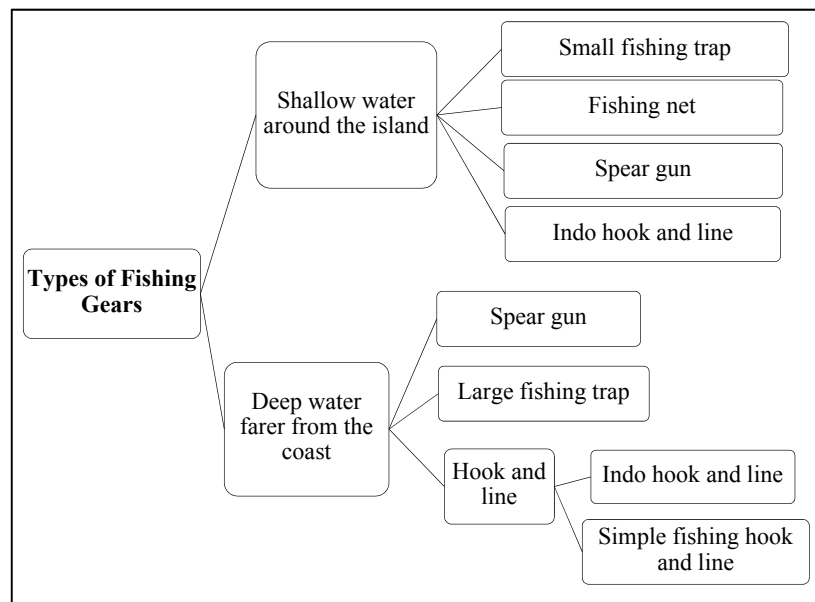 Types of Fishing
Gears
Shallow water
around the island
Small fishing trap
Fishing net
Spear gun
Indo hook and line
Deep water
farer from the
coast
Spear gun
Large fishing trap
Hook and
line
Indo hook and line
Simple fishing hook
and line